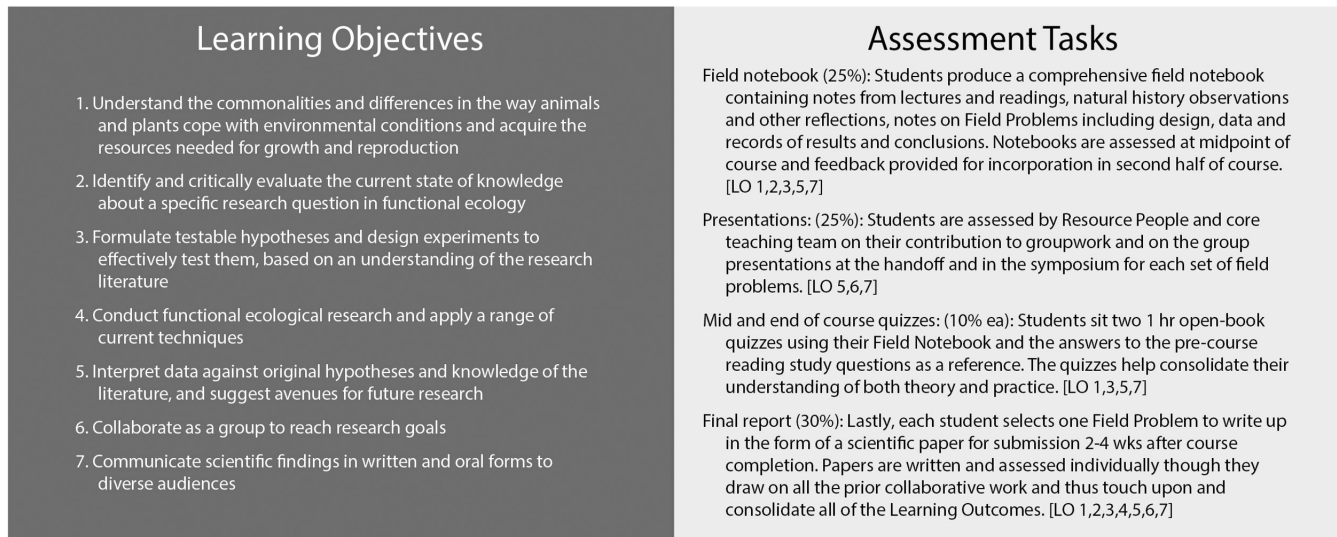 Learning Objectives
1. Understand the commonalities and differences in the way animals
and plants cope with environmental conditions and acquire the
resources needed for growth and reproduction
2. Identify and critically evaluate the current state of knowledge
about a specific research question in functional ecology
3. Formulate testable hypotheses and design experiments to
effectively test them, based on an understanding of the research
literature
4. Conduct functional ecological research and apply a range of
current techniques
5. Interpret data against original hypotheses and knowledge of the
literature, and suggest avenues for future research
6. Collaborate as a group to reach research goals
7. Communicate scientific findings in written and oral forms to
diverse audiences
Assessment Tasks
Field notebook (25%): Students produce a comprehensive field notebook
containing notes from lectures and readings, natural history observations
and other reflections, notes on Field Problems including design, data and
records of results and conclusions. Notebooks are assessed at midpoint of
course and feedback provided for incorporation in second half of course.
[LO 1,2,3,5,7]
Presentations: (25%): Students are assessed by Resource People and core
teaching team on their contribution to groupwork and on the group
presentations at the handoff and in the symposium for each set of field
problems. [LO 5,6,7]
Mid and end of course quizzes: (10% ea): Students sit two 1 hr open-book
quizzes using their Field Notebook and the answers to the pre-course
reading study questions as a reference. The quizzes help consolidate their
understanding of both theory and practice. [LO 1,3,5,7]
Final report (30%): Lastly, each student selects one Field Problem to write up
in the form of a scientific paper for submission 2-4 wks after course
completion. Papers are written and assessed individually though they
draw on all the prior collaborative work and thus touch upon and
consolidate all of the Learning Outcomes. [LO 1,2,3,4,5,6,7]